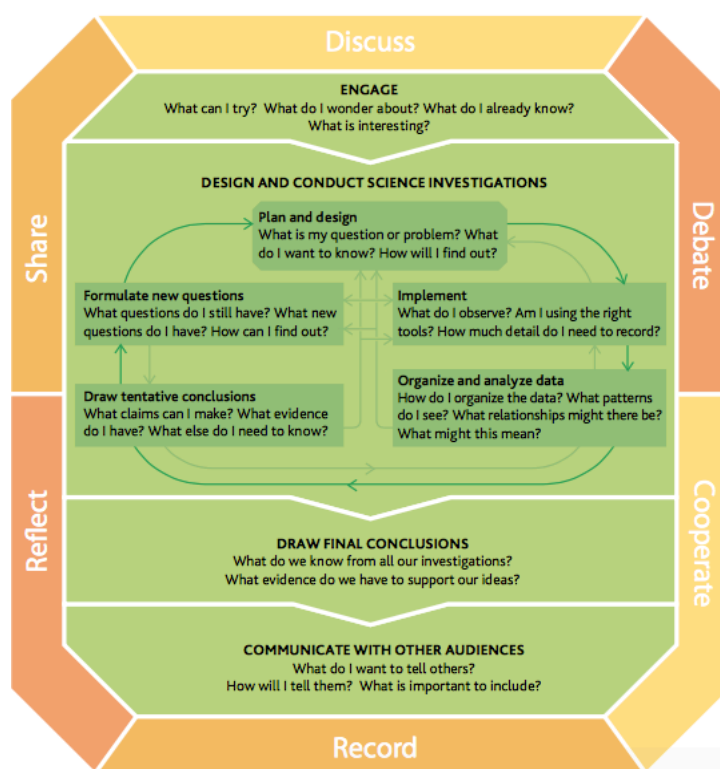 Discuss
ENGAGE
What can I try? What do I wonder about? What do I already know?
What is interesting?
DESIGN AND CONDUCT SCIENCE INVESTIGATIONS
Plan and design
What is my question or problem? What
do I want to know? How will I find out?
Formulate new questions
What questions do I still have? What new
questions do I have? How can I find out?
Implement
What do I observe? Am I using the right
tools? How much detail do I need to record?
Draw tentative conclusions
What claims can I make? What evidence
do I have? What else do I need to know?
Organize and analyze data
How do I organize the data? What patterns
do I see? What relationships might there be?
What might this mean?
DRAW FINAL CONCLUSIONS
What do we know from all our investigations?
What evidence do we have to support our ideas?
COMMUNICATE WITH OTHER AUDIENCES
What do I want to tell others?
How will I tell them? What is important to include?
Share
Reflect
Debate
Cooperate
Record